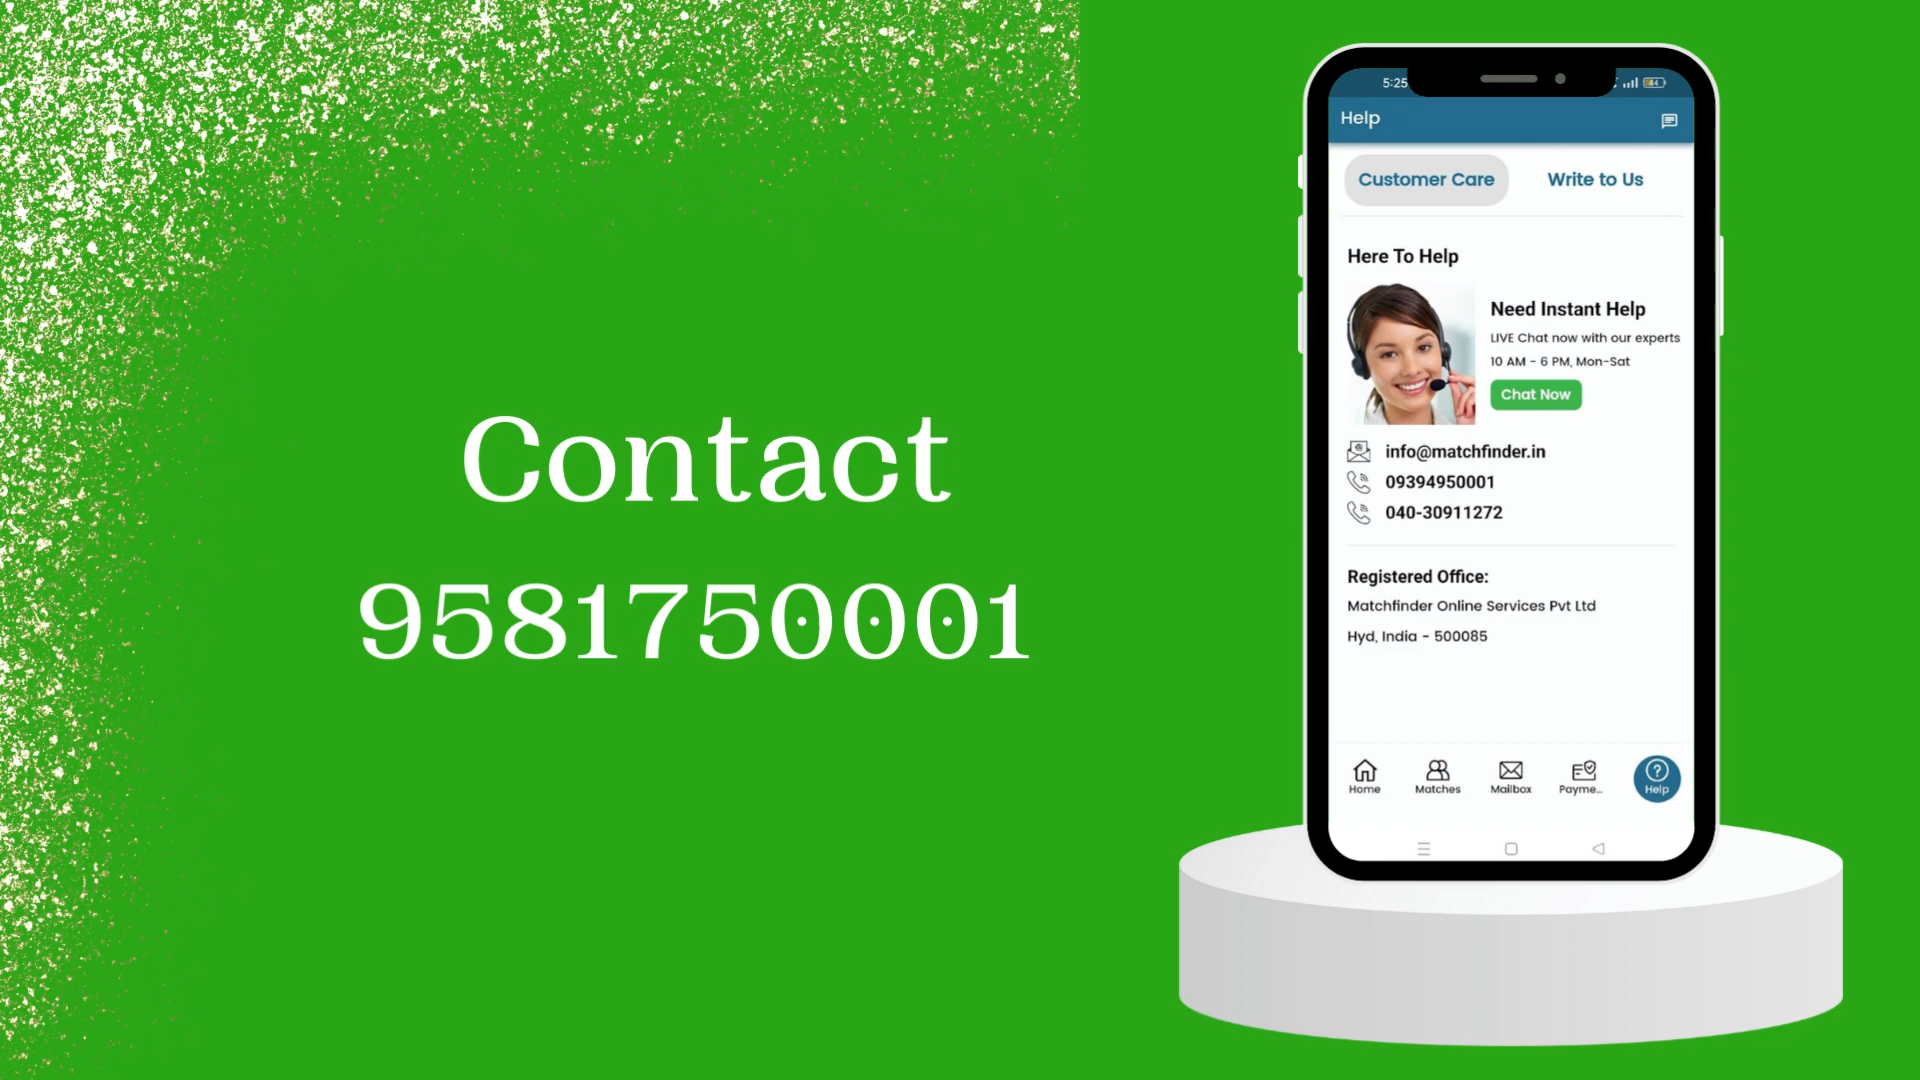 Contact
9581750001
5:25
44
Help
Customer Care
Write to Us
Here To Help
Need Instant Help
LIVE Chat now with our experts
10 AM - 6 PM, Mon-Sat
Chat Now
info@matchfinder.in
09394950001
040-30911272
Registered Office:
Matchfinder Online Services Pvt Ltd
Hyd, India - 500085
Home
Matches
Mailbox
Payme...
Help